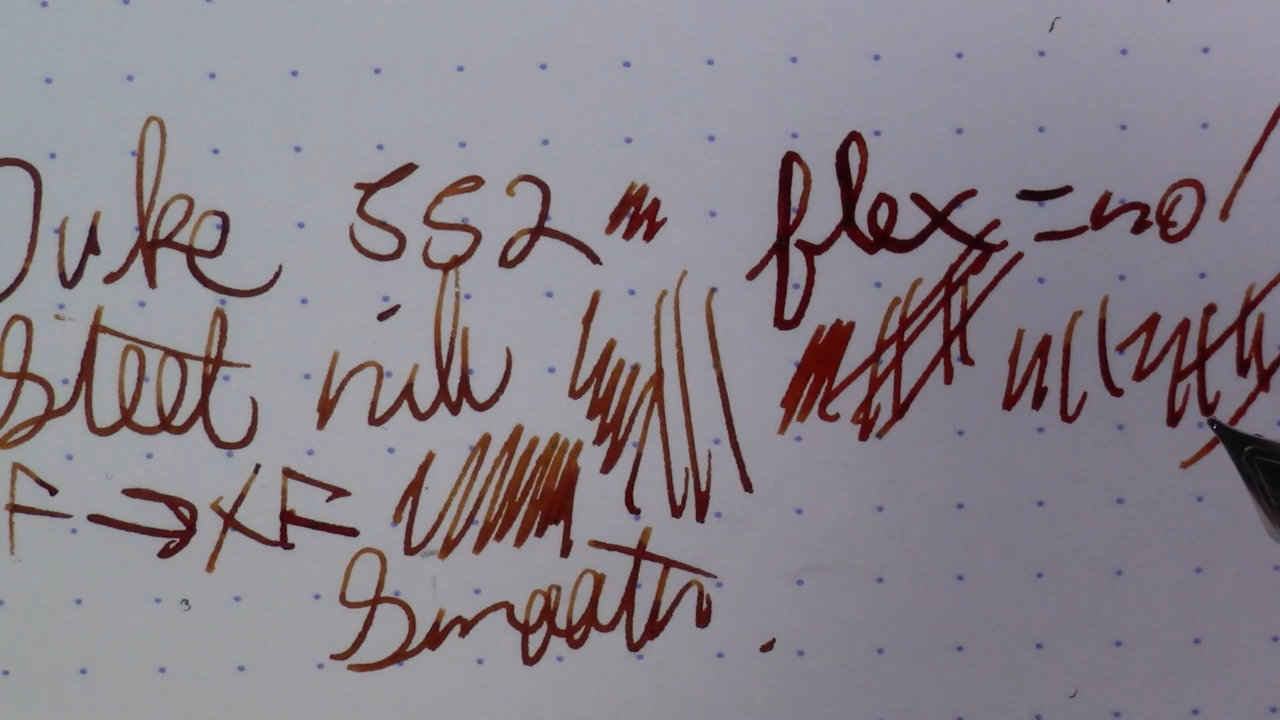 Duke 552 flex = no
Steel nib
F → XF
Smooth.